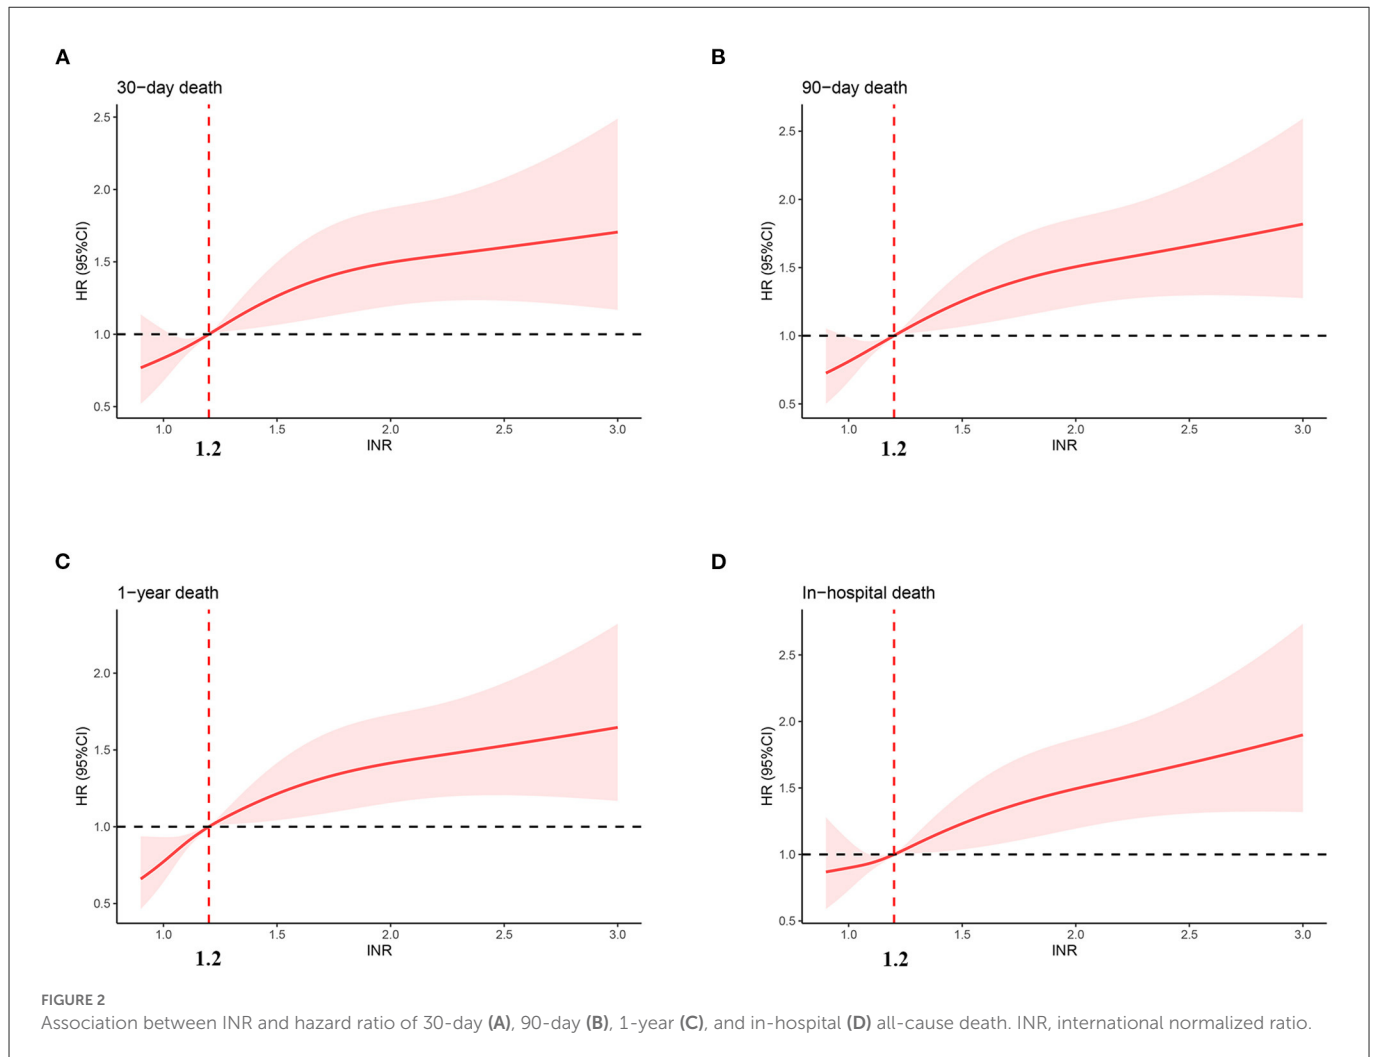 A
30−day death
2.5
2.0
1.5
1.0
0.5
HR (95%CI)
1.0 1.5 2.0 2.5 3.0
1.2
INR
B
90−day death
2.5
2.0
1.5
1.0
0.5
HR (95%CI)
1.0 1.5 2.0 2.5 3.0
1.2
INR
C
1−year death
2.0
1.5
1.0
0.5
HR (95%CI)
1.0 1.5 2.0 2.5 3.0
1.2
INR
D
In−hospital death
2.5
2.0
1.5
1.0
0.5
HR (95%CI)
1.0 1.5 2.0 2.5 3.0
1.2
INR
FIGURE 2
Association between INR and hazard ratio of 30-day (A), 90-day (B), 1-year (C), and in-hospital (D) all-cause death. INR, international normalized ratio.